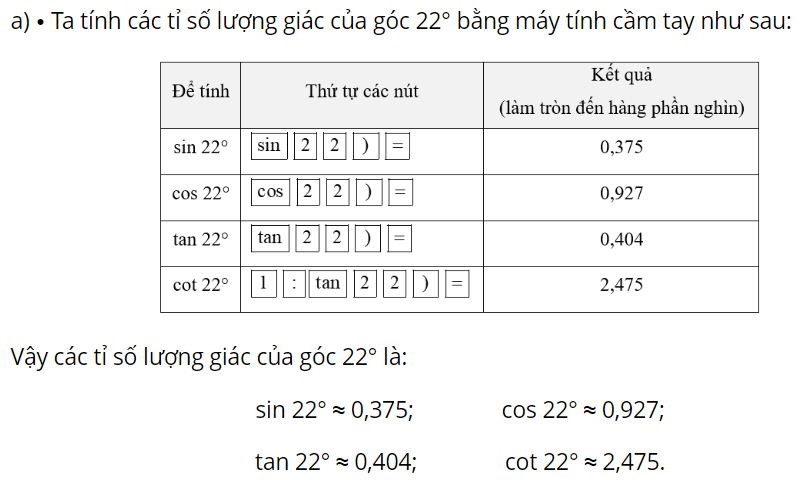 a) • Ta tính các tỉ số lượng giác của góc 22° bằng máy tính cầm tay như sau:
Để tính Thứ tự các nút Kết quả
(làm tròn đến hàng phần nghìn)
sin 22° sin 2 2 ) = 0,375
cos 22° cos 2 2 ) = 0,927
tan 22° tan 2 2 ) = 0,404
cot 22° 1 : tan 2 2 ) = 2,475
Vậy các tỉ số lượng giác của góc 22° là:
sin 22° ≈ 0,375; cos 22° ≈ 0,927;
tan 22° ≈ 0,404; cot 22° ≈ 2,475.